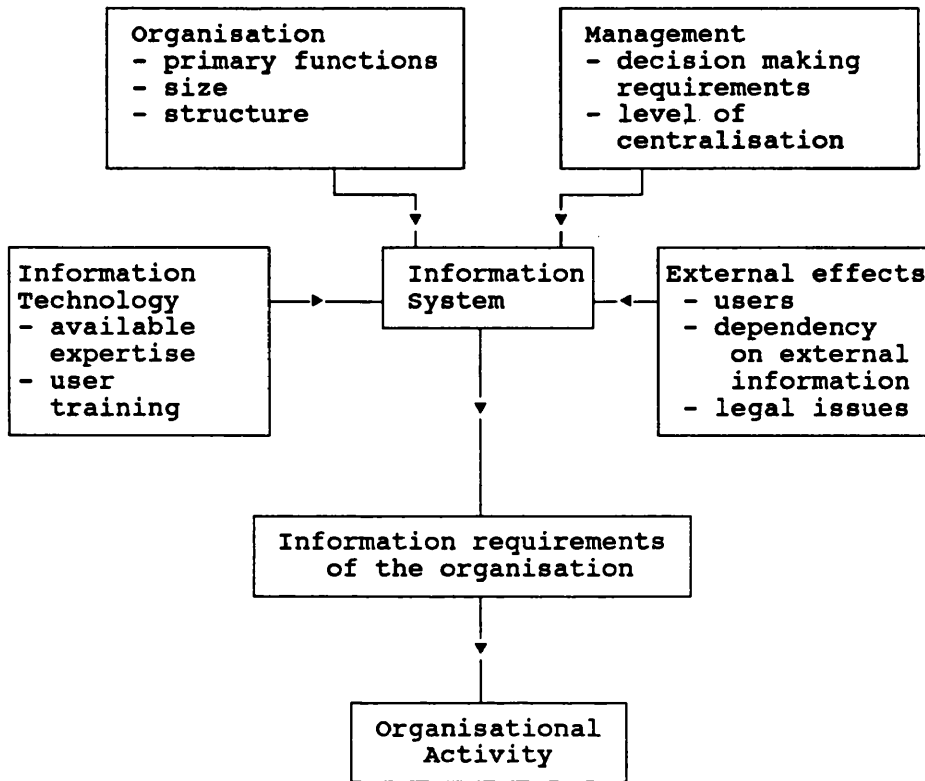 Organisation
- primary functions
- size
- structure
Management
- decision making
requirements
- level of
centralisation
Information
Technology
- available
expertise
- user
training
Information
System
External effects
- users
- dependency
on external
information
- legal issues
Information requirements
of the organisation
Organisational
Activity